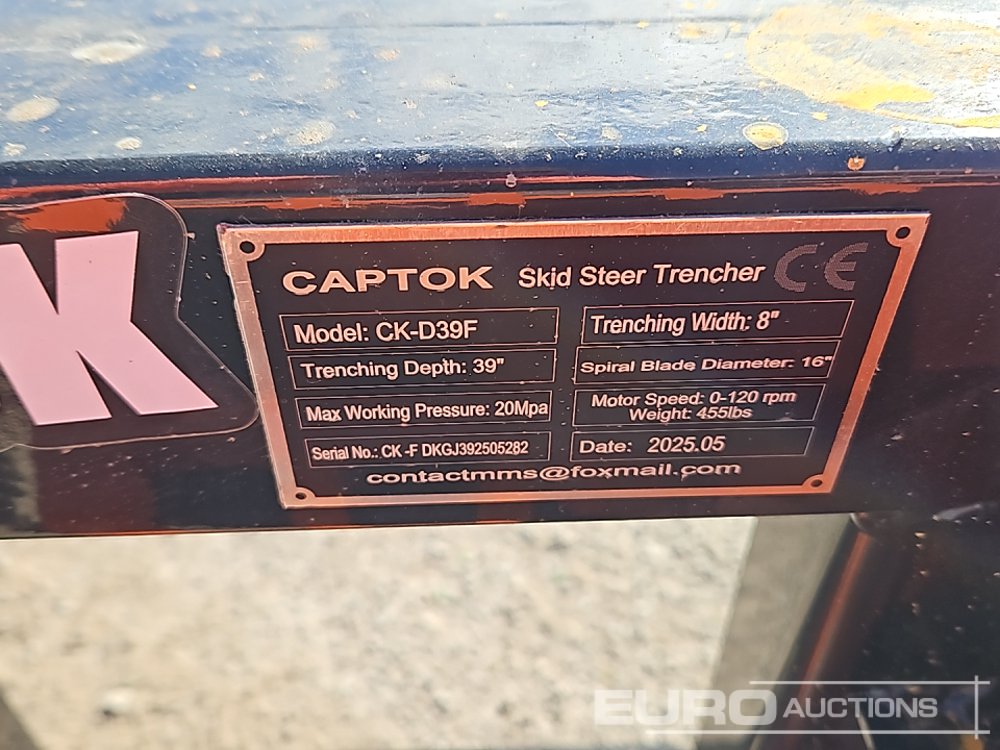 K
CAPTOK Skid Steer Trencher CE
Model: CK-D39F
Trenching Width: 8"
Trenching Depth: 39"
Spiral Blade Diameter: 16"
Max Working Pressure: 20Mpa
Motor Speed: 0-120 rpm
Weight: 455lbs
Serial No.: CK -F DKGJ392505282
Date: 2025.05
contactmms@foxmail.com
EURO AUCTIONS